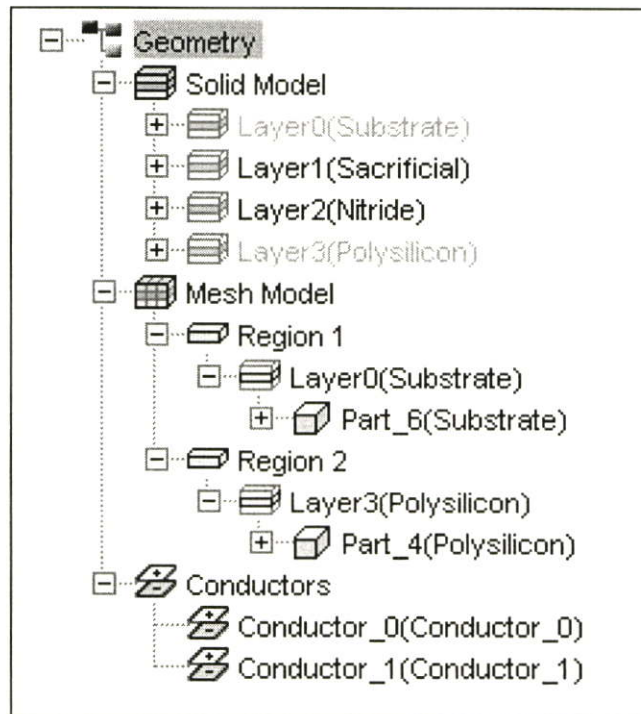 Geometry
Solid Model
Layer0(Substrate)
Layer1(Sacrificial)
Layer2(Nitride)
Layer3(Polysilicon)
Mesh Model
Region 1
Layer0(Substrate)
Part_6(Substrate)
Region 2
Layer3(Polysilicon)
Part_4(Polysilicon)
Conductors
Conductor_0(Conductor_0)
Conductor_1(Conductor_1)